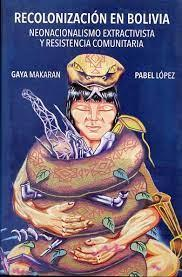 RECOLONIZACIÓN EN BOLIVIA
NEONACIONALISMO EXTRACTIVISTA
Y RESISTENCIA COMUNITARIA
GAYA MAKARAN
PABEL LÓPEZ